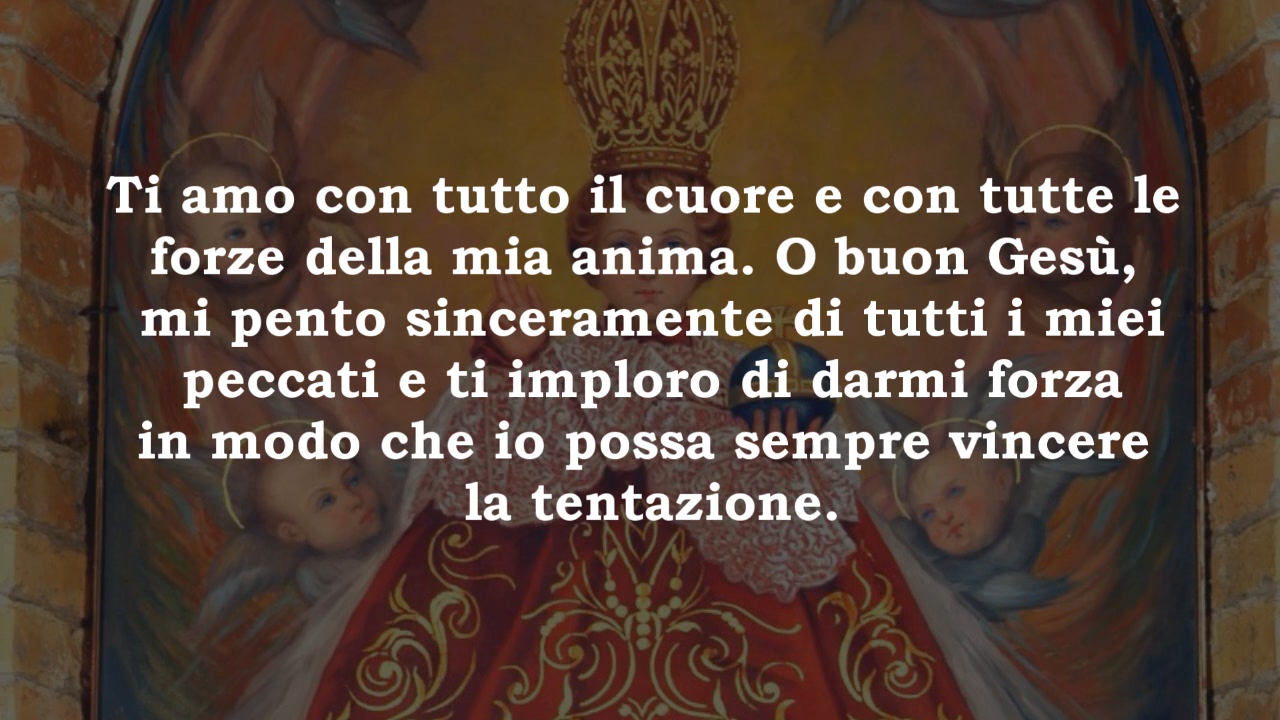 Ti amo con tutto il cuore e con tutte le
forze della mia anima. O buon Gesù,
mi pento sinceramente di tutti i miei
peccati e ti imploro di darmi forza
in modo che io possa sempre vincere
la tentazione.